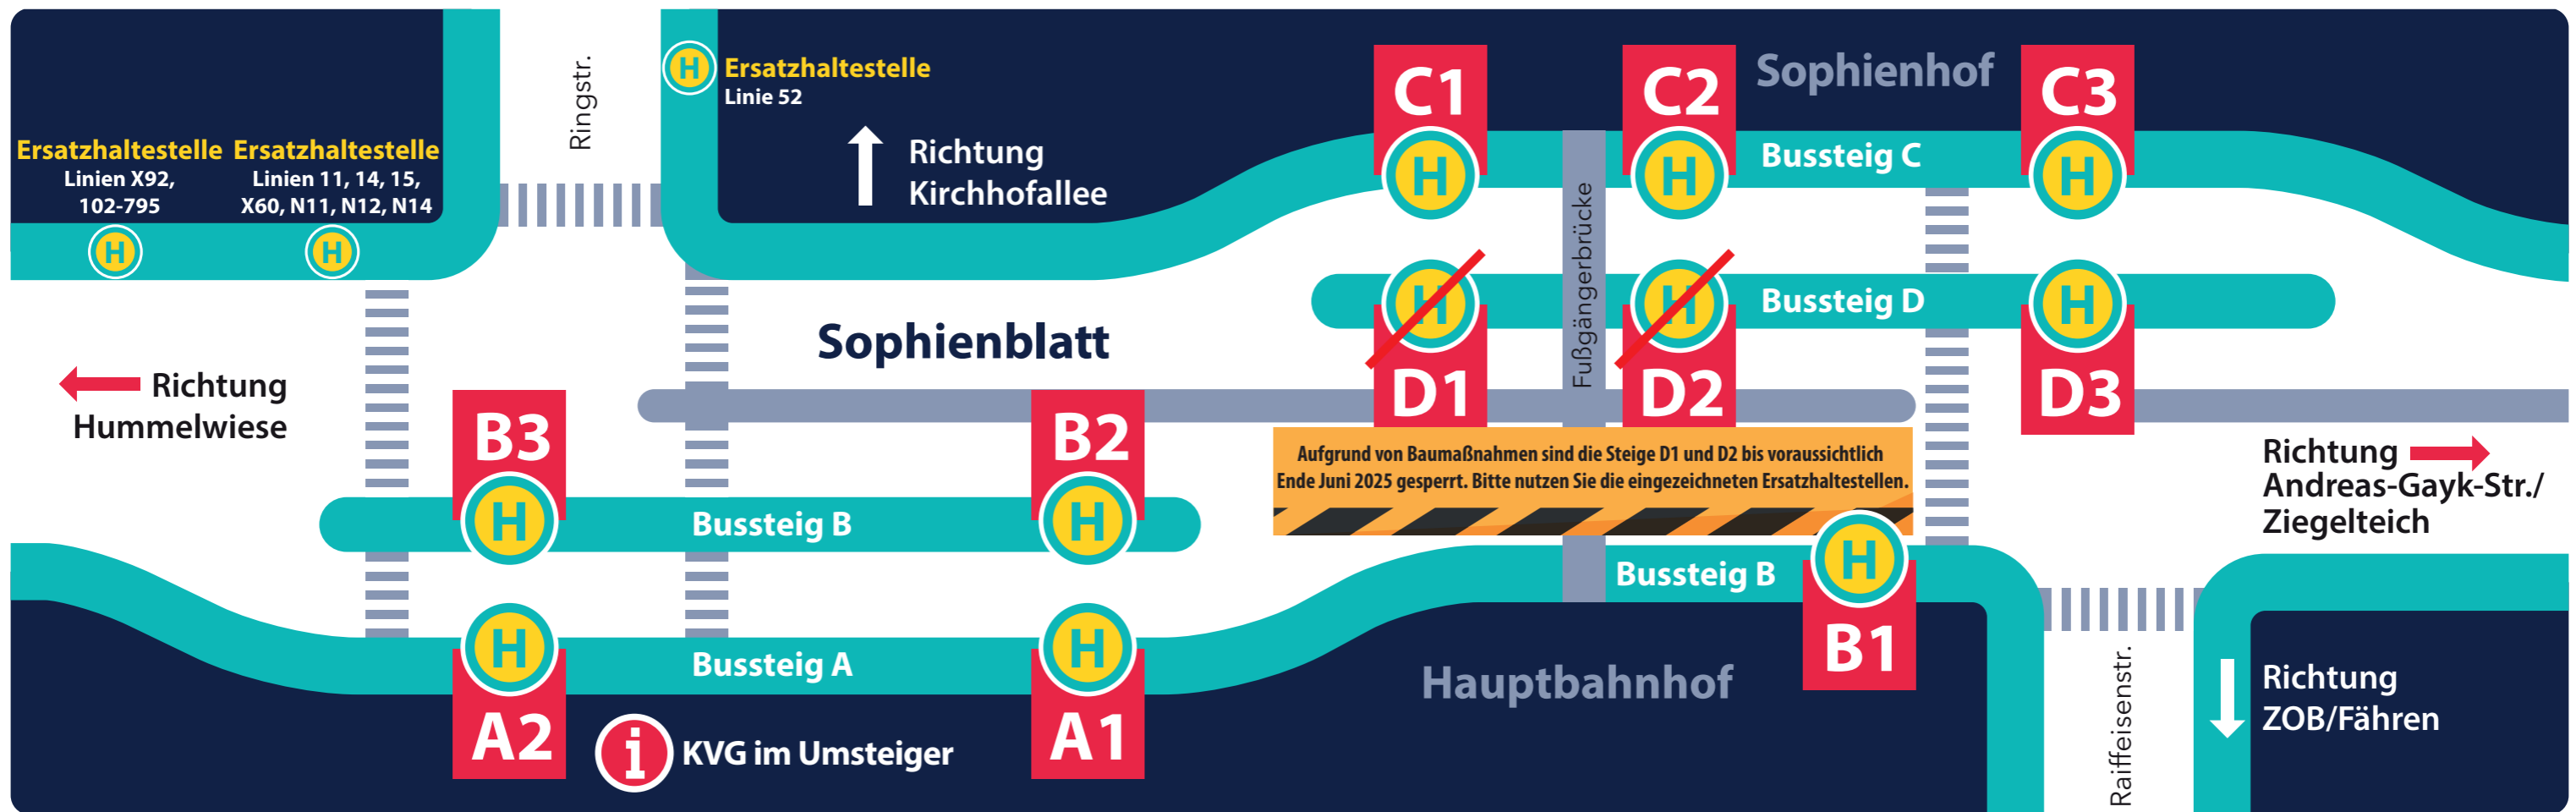 Ringstr.
H
Ersatzhaltestelle
Linie 52
Ersatzhaltestelle
Linien X92,
102-795
H
Ersatzhaltestelle
Linien 11, 14, 15,
X60, N11, N12, N14
H
Richtung
Kirchhofallee
Sophienhof
C1
H
C2
H
C3
H
Bussteig C
Fußgängerbrücke
H
D1
H
D2
Bussteig D
H
D3
Sophienblatt
Richtung
Hummelwiese
B3
H
B2
H
Bussteig B
Aufgrund von Baumaßnahmen sind die Steige D1 und D2 bis voraussichtlich
Ende Juni 2025 gesperrt. Bitte nutzen Sie die eingezeichneten Ersatzhaltestellen.
Richtung
Andreas-Gayk-Str./
Ziegelteich
Bussteig B
H
B1
H
A2
Bussteig A
H
A1
i
KVG im Umsteiger
Hauptbahnhof
Raiffeisenstr.
Richtung
ZOB/Fähren